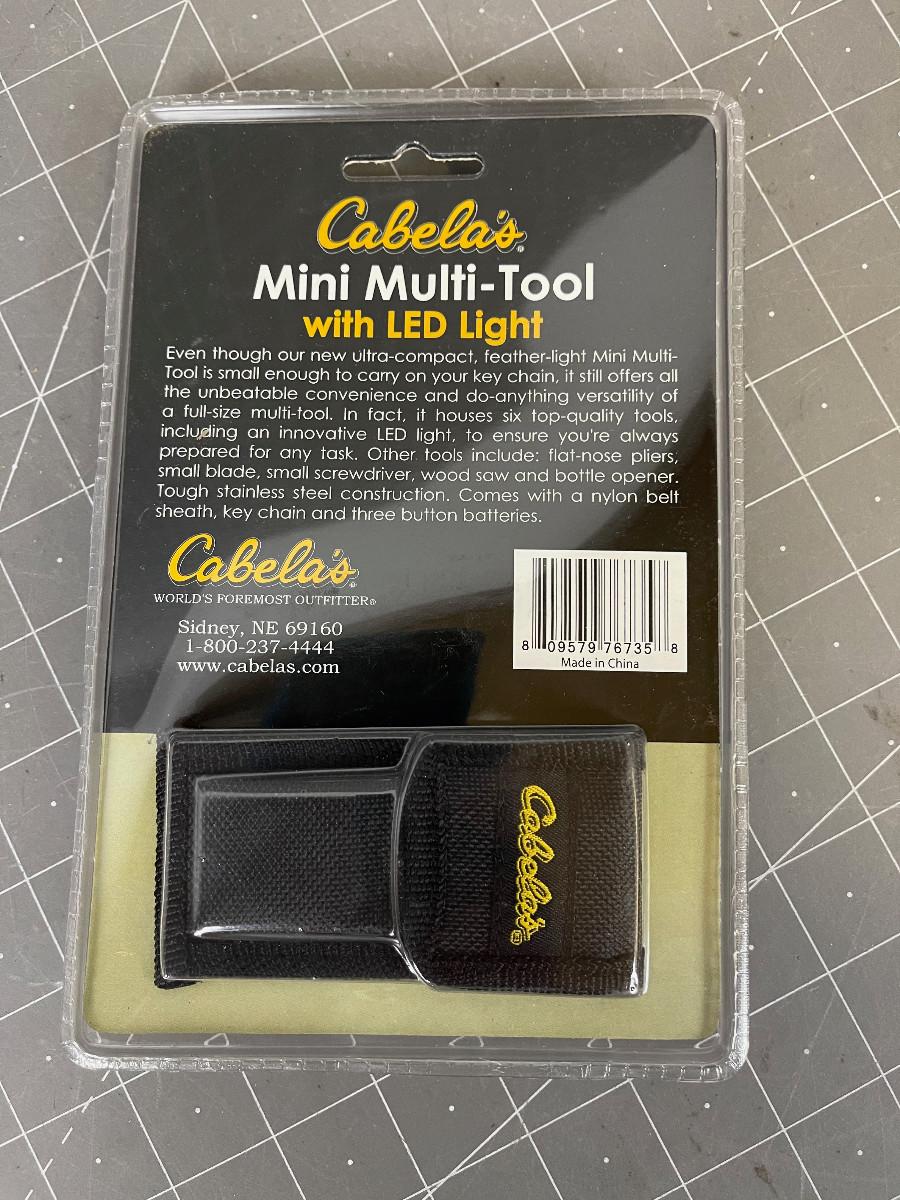 Cabela's®
Mini Multi-Tool
with LED Light
Even though our new ultra-compact, feather-light Mini Multi-
Tool is small enough to carry on your key chain, it still offers all
the unbeatable convenience and do-anything versatility of
a full-size multi-tool. In fact, it houses six top-quality tools,
including an innovative LED light, to ensure you're always
prepared for any task. Other tools include: flat-nose pliers,
small blade, small screwdriver, wood saw and bottle opener.
Tough stainless steel construction. Comes with a nylon belt
sheath, key chain and three button batteries.
Cabela's®
WORLD'S FOREMOST OUTFITTER®
Sidney, NE 69160
1-800-237-4444
www.cabelas.com
8 09579 76735 8
Made in China
Cabela's®